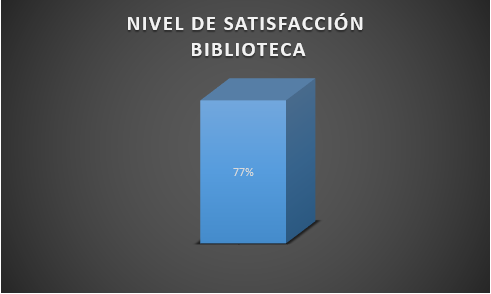 NIVEL DE SATISFACCIÓN
BIBLIOTECA
77%